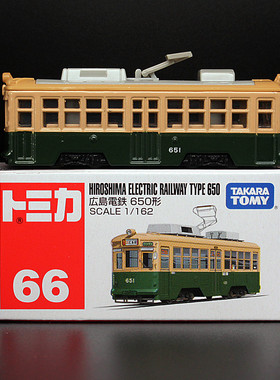 651
トミカ
HIROSHIMA ELECTRIC RAILWAY TYPE 650
広島電鉄 650形
SCALE 1/162
TAKARA
TOMY
66
651